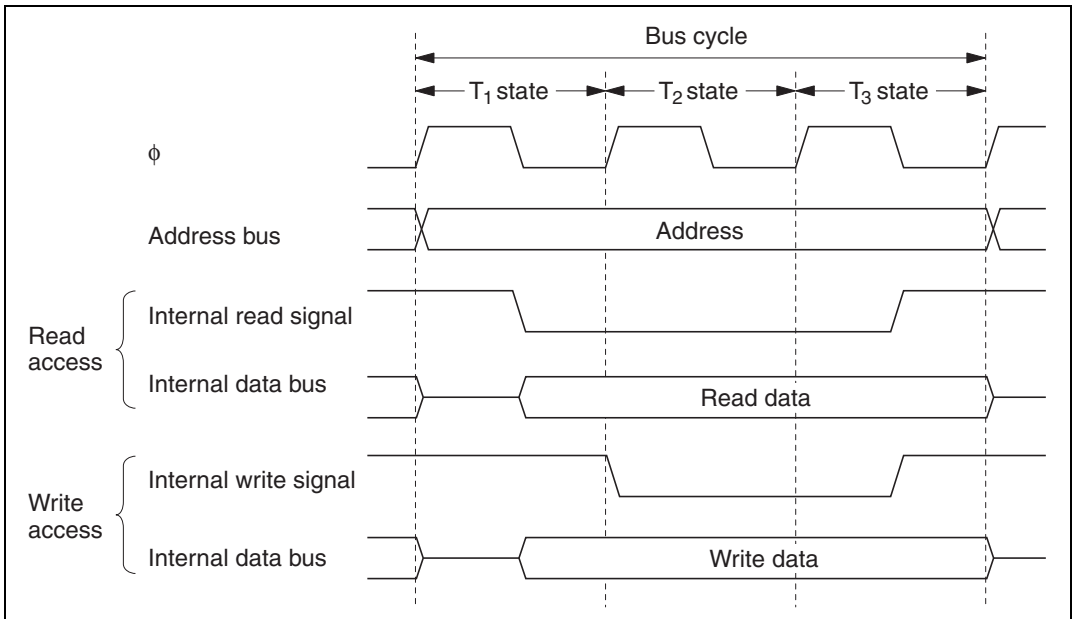 Bus cycle
T₁ state T₂ state T₃ state
ϕ
Address bus Address
Internal read signal
Read
access
Internal data bus Read data
Internal write signal
Write
access
Internal data bus Write data